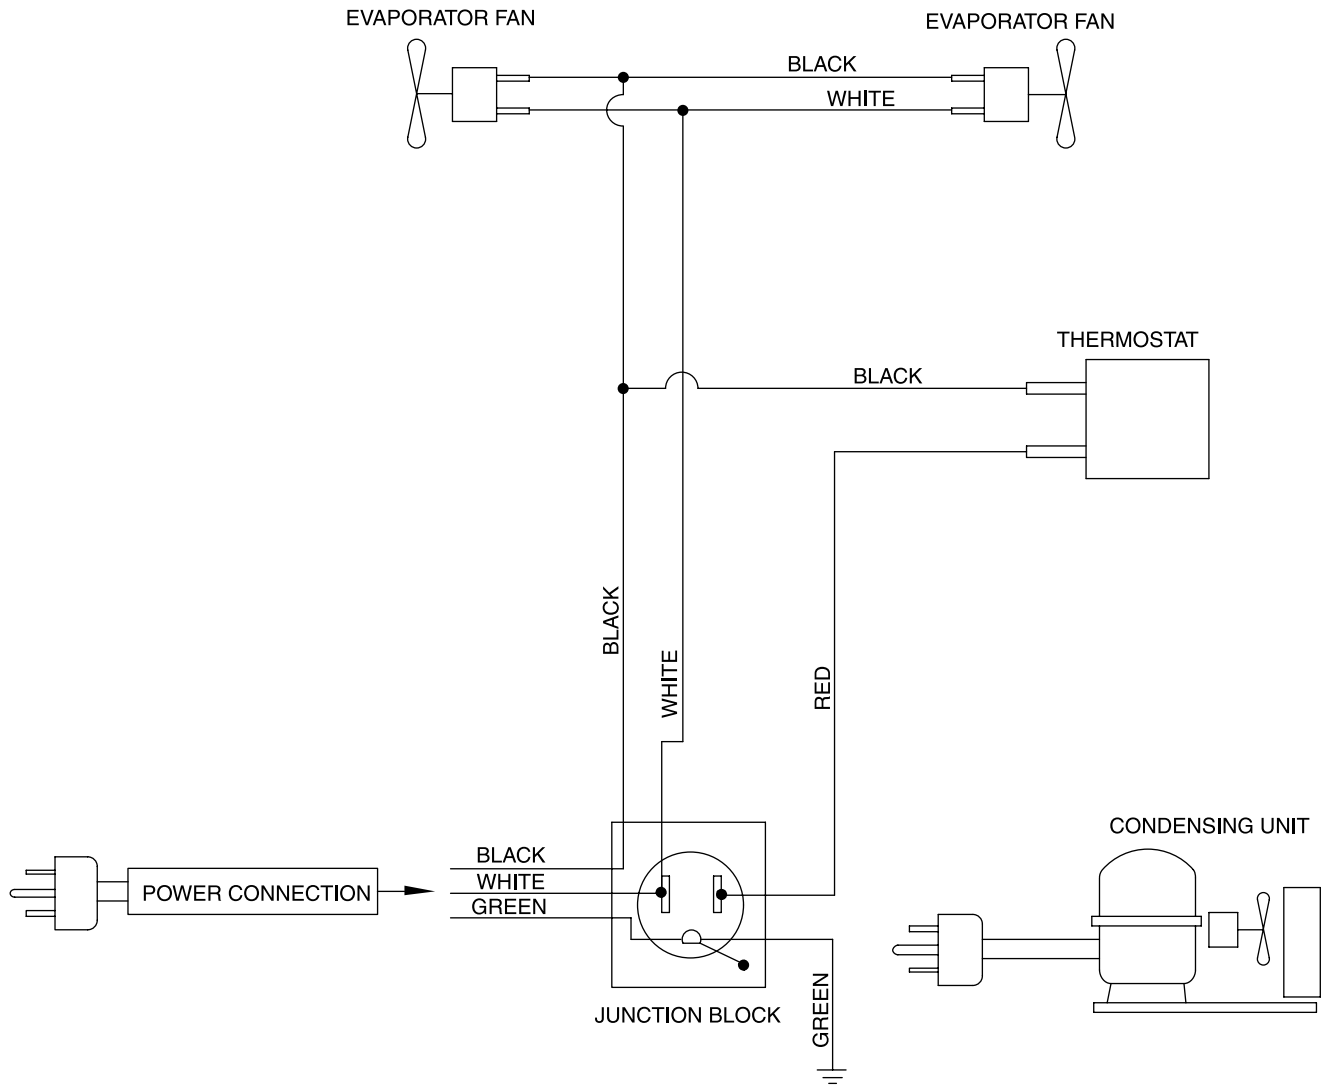 EVAPORATOR FAN
EVAPORATOR FAN
BLACK
WHITE
THERMOSTAT
BLACK
BLACK
WHITE
RED
CONDENSING UNIT
BLACK
WHITE
GREEN
POWER CONNECTION
JUNCTION BLOCK
GREEN